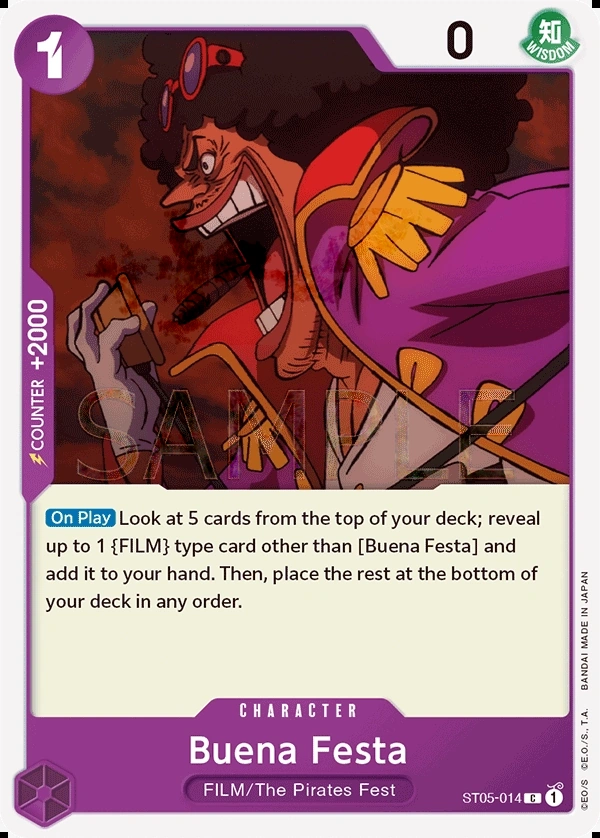 1
0
知
WISDOM
COUNTER +2000
SAMPLE
On Play Look at 5 cards from the top of your deck; reveal
up to 1 {FILM} type card other than [Buena Festa] and
add it to your hand. Then, place the rest at the bottom of
your deck in any order.
CHARACTER
Buena Festa
FILM/The Pirates Fest
ST05-014 C 1
©EO/S ©E.O./S., T.A. BANDAI MADE IN JAPAN